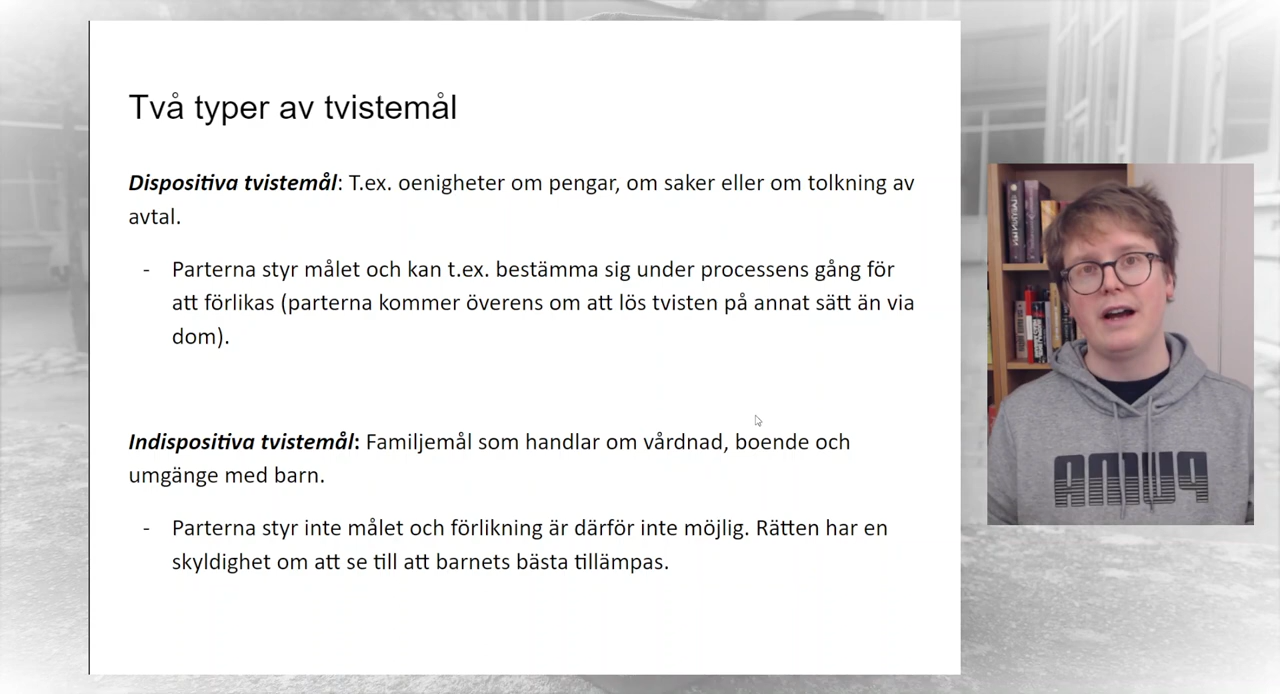 Två typer av tvistemål
Dispositiva tvistemål: T.ex. oenigheter om pengar, om saker eller om tolkning av
avtal.
- Parterna styr målet och kan t.ex. bestämma sig under processens gång för
att förlikas (parterna kommer överens om att lös tvisten på annat sätt än via
dom).
Indispositiva tvistemål: Familjemål som handlar om vårdnad, boende och
umgänge med barn.
- Parterna styr inte målet och förlikning är därför inte möjlig. Rätten har en
skyldighet om att se till att barnets bästa tillämpas.